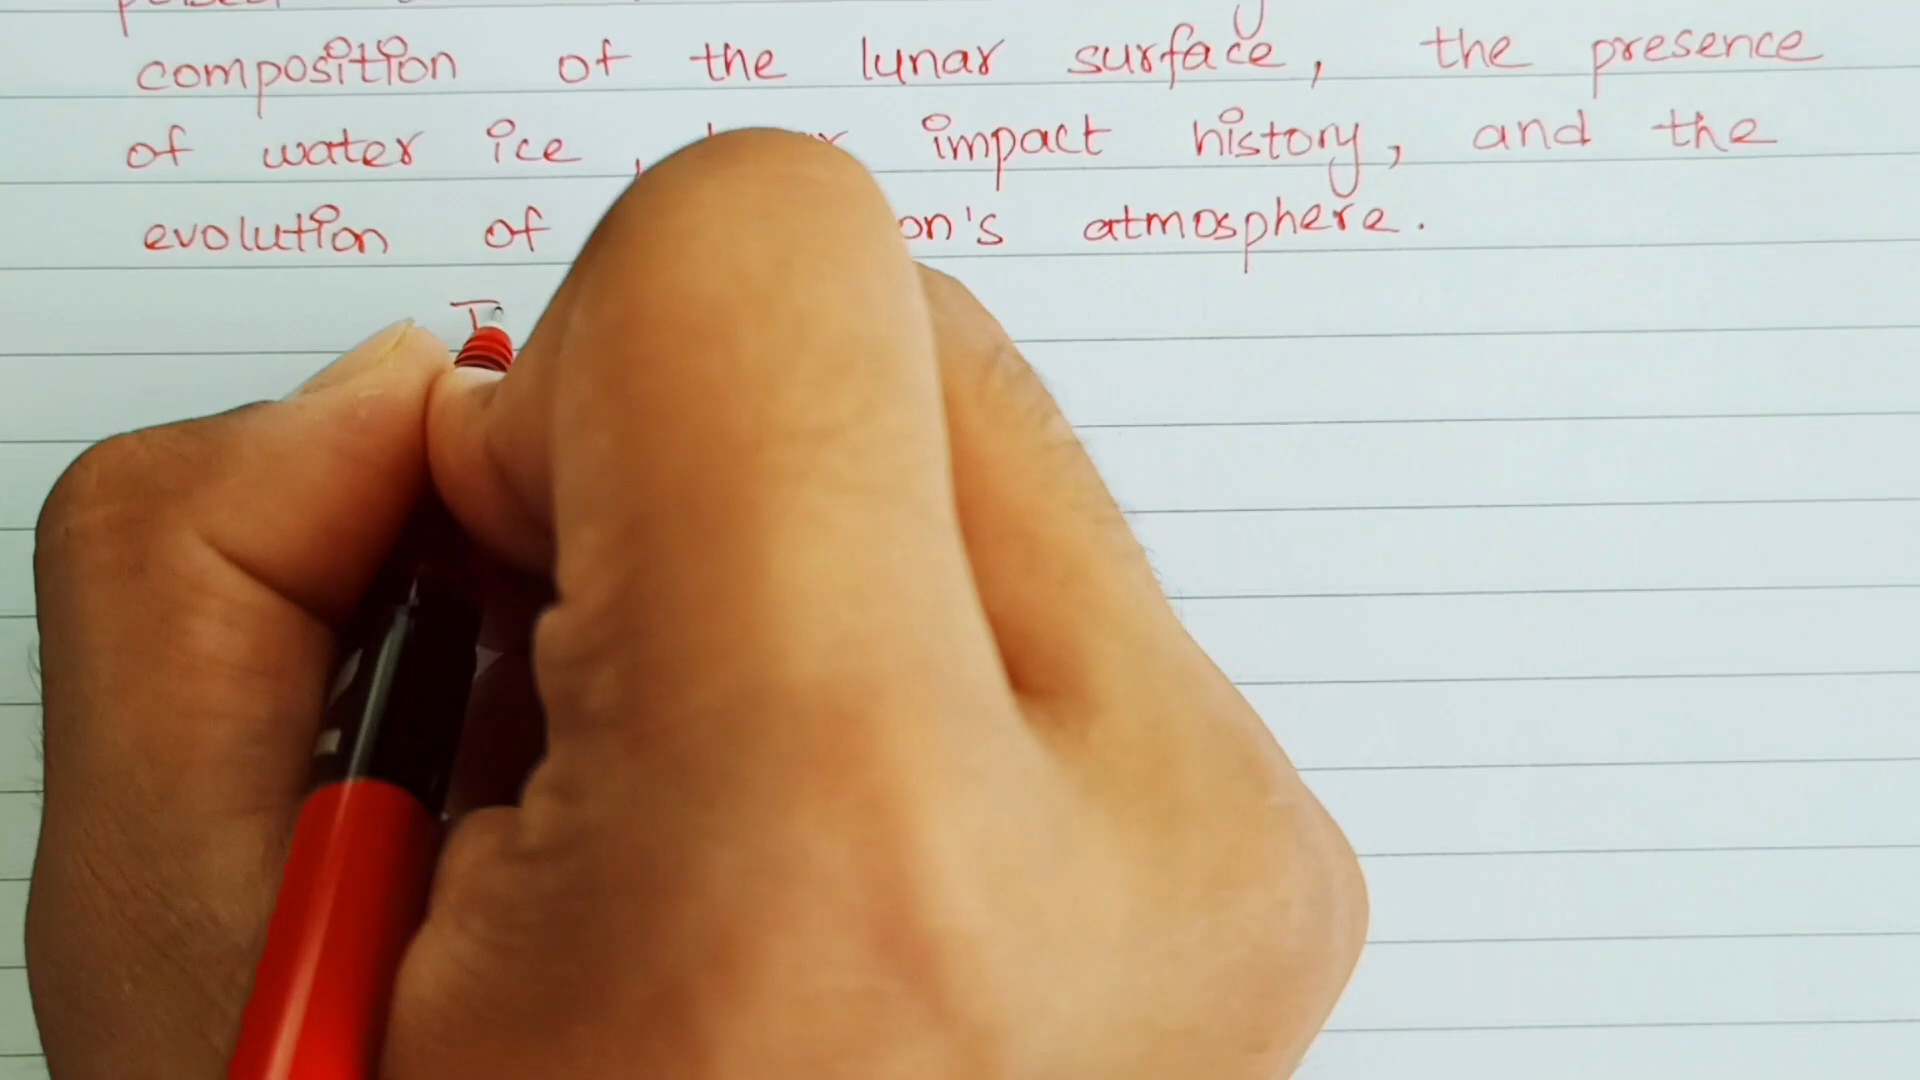 composition of the lunar surface, the presence
of water ice, impact history, and the
evolution of on's atmosphere.
T